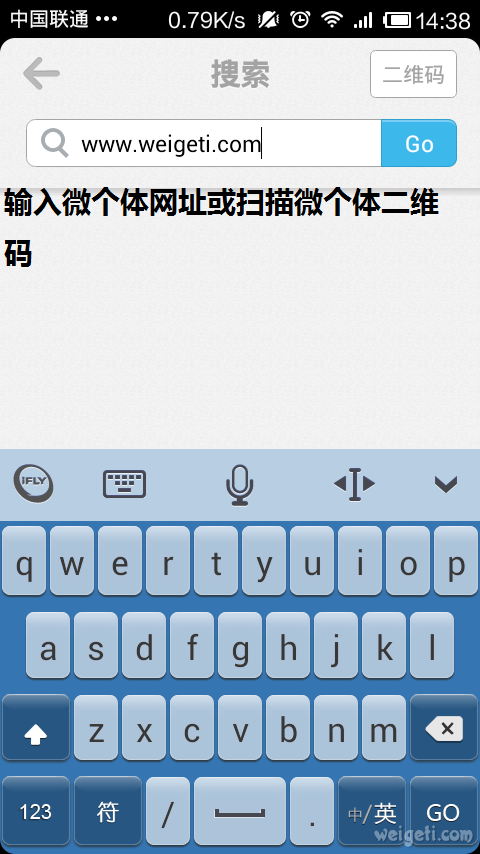 中国联通 ••• 0.79K/s 14:38
搜索 二维码
www.weigeti.com Go
输入微个体网址或扫描微个体二维
码
iFLY
q w e r t y u i o p
a s d f g h j k l
z x c v b n m
123 符 / . 中/英 GO
weigeti.com